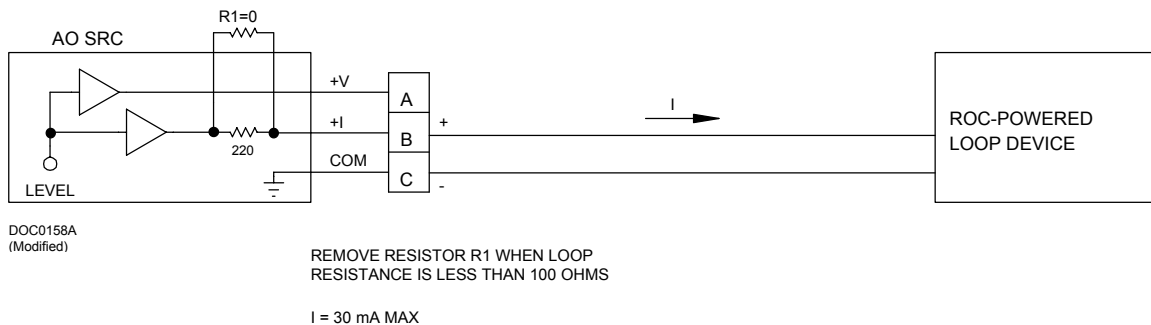 R1=0
AO SRC
+V
A
I
+I
+
B
220
COM
C
-
LEVEL
ROC-POWERED
LOOP DEVICE
DOC0158A
(Modified)
REMOVE RESISTOR R1 WHEN LOOP
RESISTANCE IS LESS THAN 100 OHMS
I = 30 mA MAX